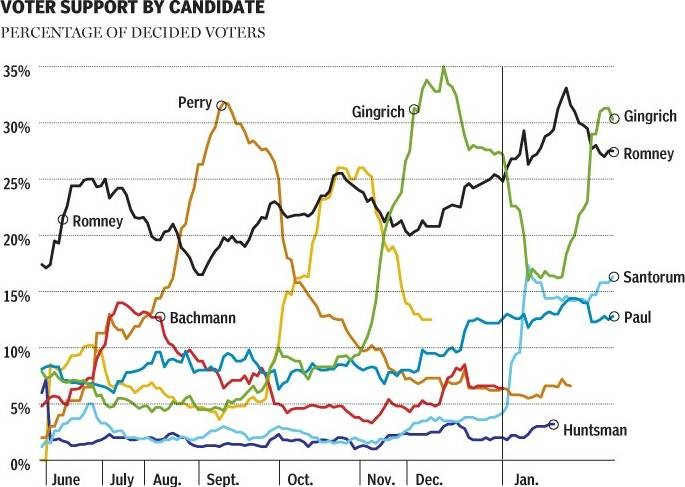 VOTER SUPPORT BY CANDIDATE
PERCENTAGE OF DECIDED VOTERS
35%
Perry
Gingrich
Gingrich
30%
Romney
25%
Romney
20%
Santorum
15%
Bachmann
Paul
10%
5%
Huntsman
0%
June July Aug. Sept. Oct. Nov. Dec. Jan.